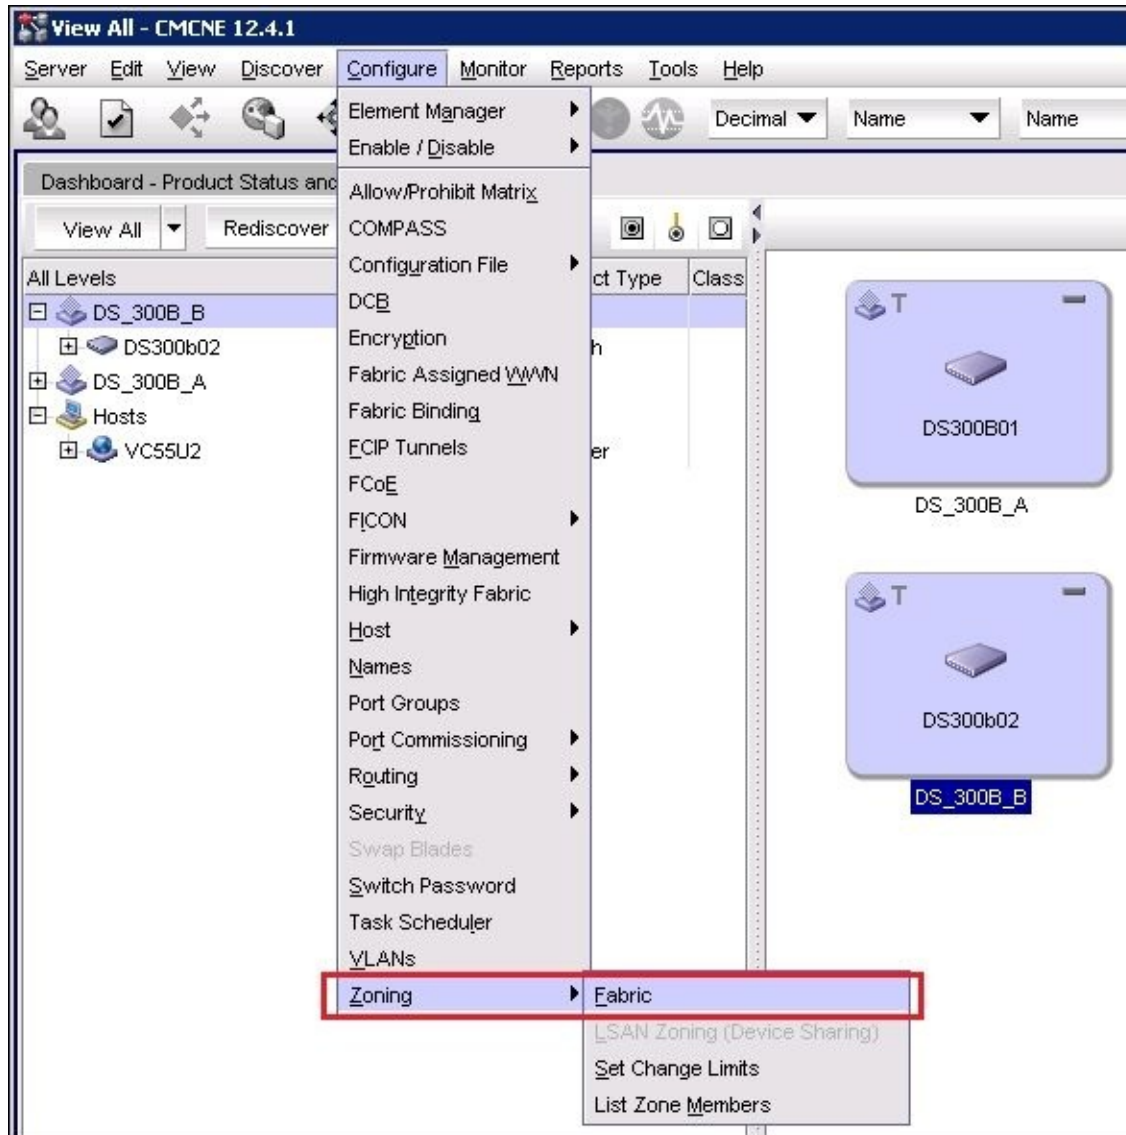 View All - CMCNE 12.4.1
Server Edit View Discover Configure Monitor Reports Tools Help
Decimal Name Name
Dashboard - Product Status and
View All Rediscover
All Levels ct Type Class
DS_300B_B
DS300b02 h
DS_300B_A
Hosts
VC55U2 er
Element Manager
Enable / Disable
Allow/Prohibit Matrix
COMPASS
Configuration File
DCB
Encryption
Fabric Assigned WWN
Fabric Binding
FCIP Tunnels
FCoE
FICON
Firmware Management
High Integrity Fabric
Host
Names
Port Groups
Port Commissioning
Routing
Security
Swap Blades
Switch Password
Task Scheduler
VLANs
Zoning
Fabric
LSAN Zoning (Device Sharing)
Set Change Limits
List Zone Members
T
DS300B01
DS_300B_A
T
DS300b02
DS_300B_B